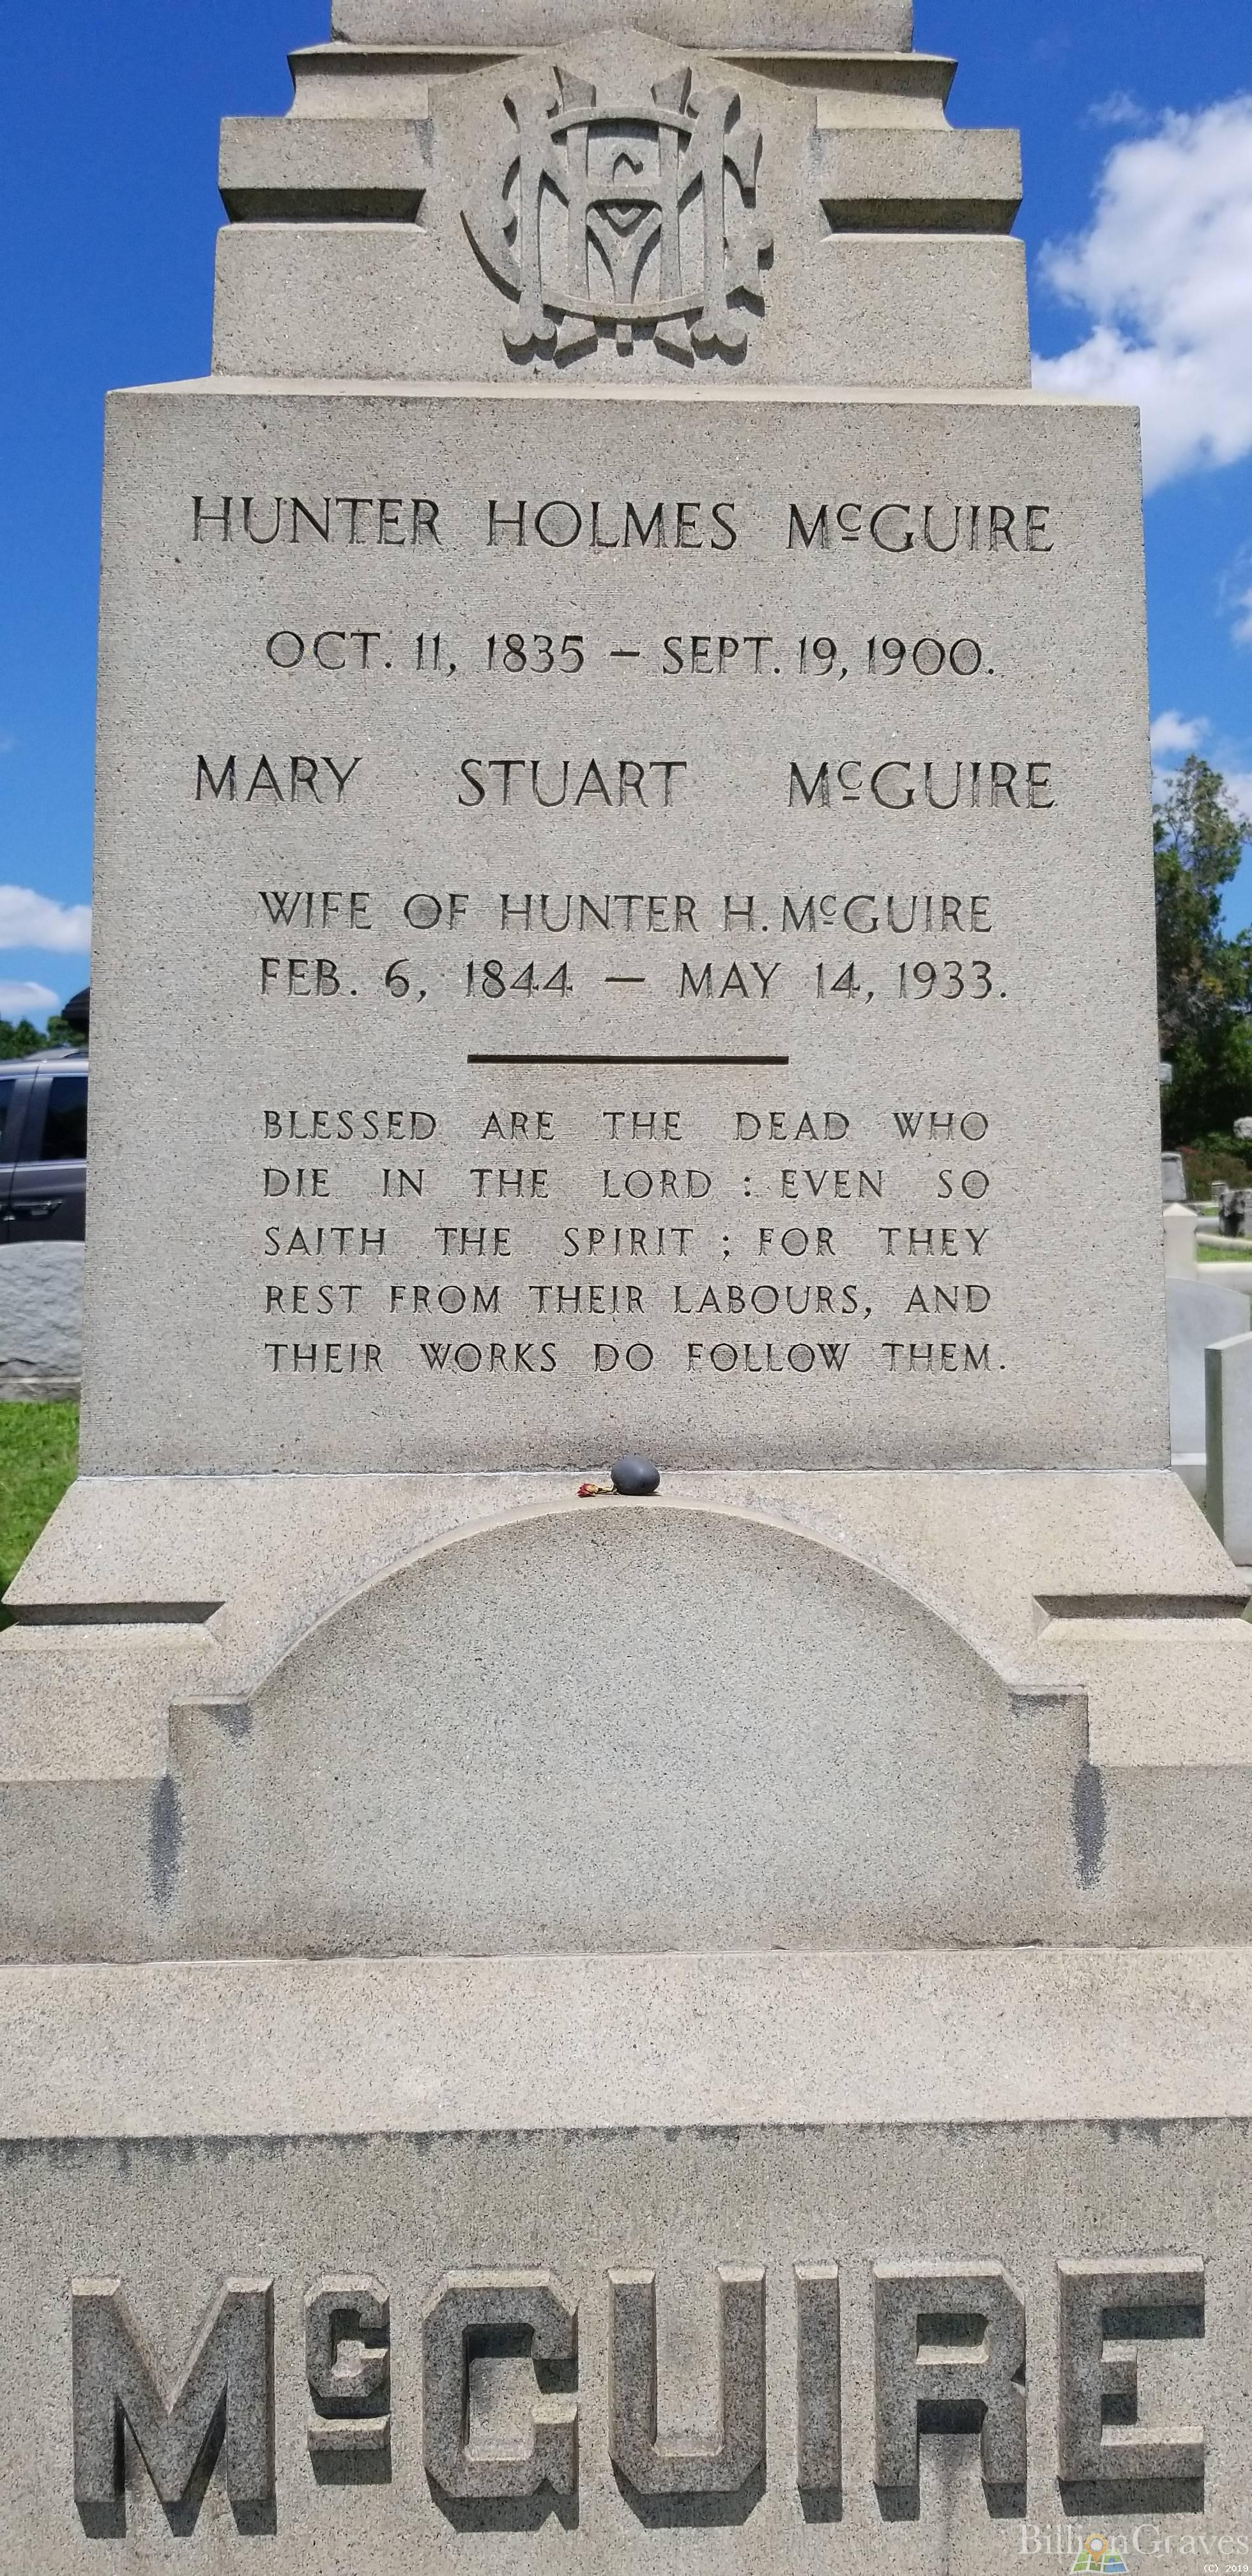 HUNTER HOLMES McGUIRE
OCT. 11, 1835 — SEPT. 19, 1900.
MARY STUART McGUIRE
WIFE OF HUNTER H. McGUIRE
FEB. 6, 1844 — MAY 14, 1933.
BLESSED ARE THE DEAD WHO
DIE IN THE LORD : EVEN SO
SAITH THE SPIRIT ; FOR THEY
REST FROM THEIR LABOURS, AND
THEIR WORKS DO FOLLOW THEM.
McGUIRE
BillionGraves
(C) 2019